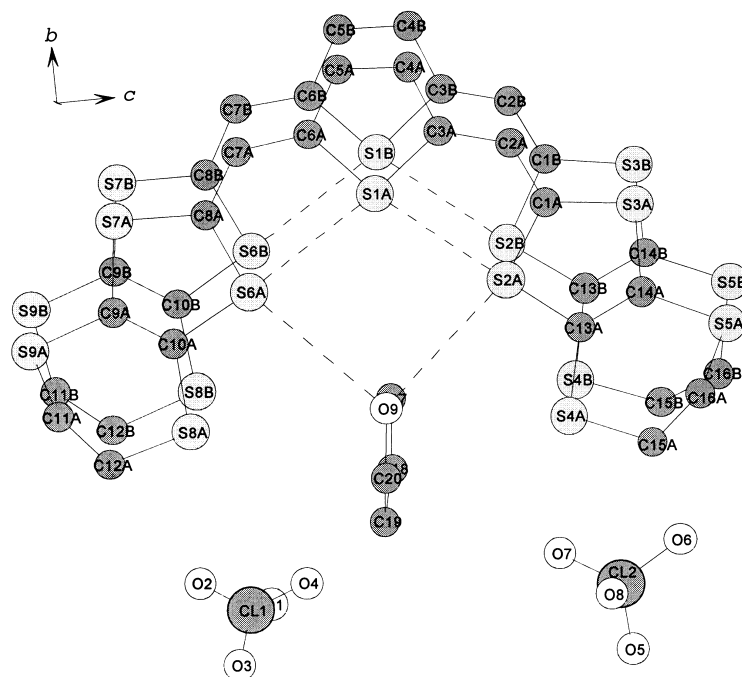 b
c
C5B
C4B
C5A
C4A
C7B
C6B
C3B
C2B
C7A
C6A
C3A
C2A
S1B
C1B
S3B
S7B
C8B
S1A
C1A
S3A
S7A
C8A
S6B
S2B
C14B
C9B
S6A
S2A
C13B
S5B
C10B
C14A
S9B
C9A
S5A
C13A
S9A
C10A
C16B
S4B
C11B
S8B
C16A
C15B
O9
C11A
S4A
C12B
S8A
C15A
C12A
C20
C19
O6
O7
CL2
O2
O4
O8
CL1
O5
O3